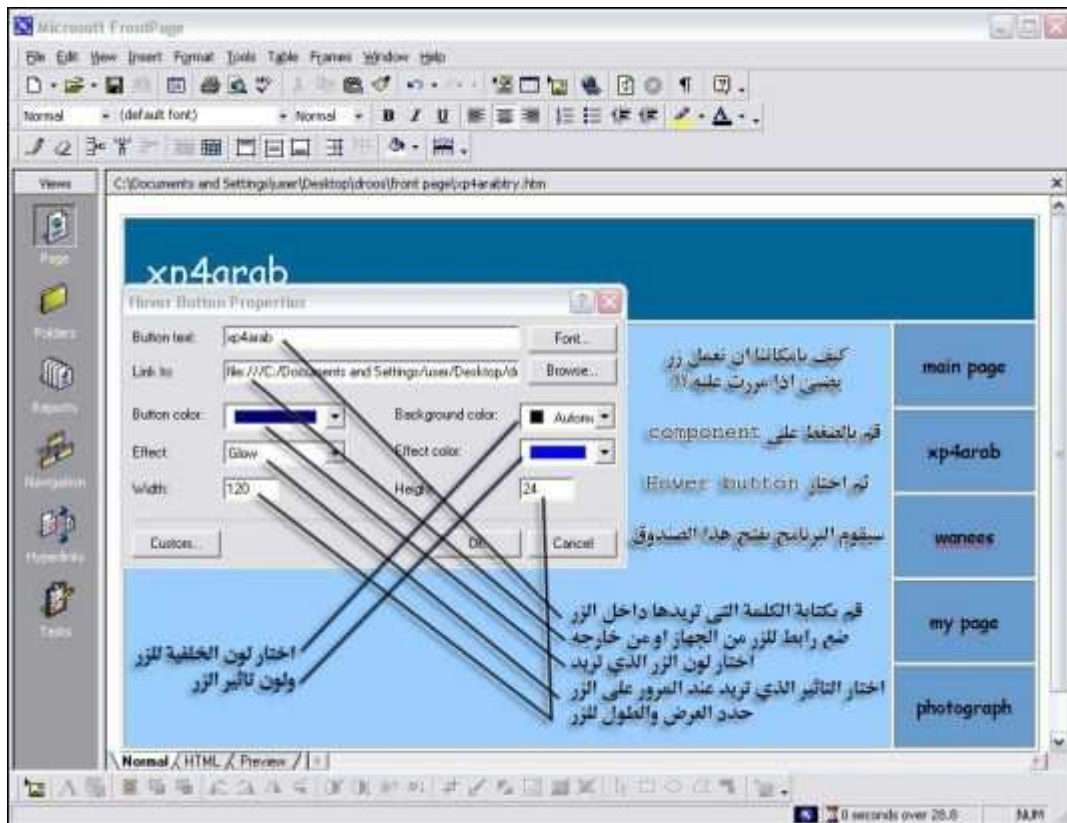 Microsoft FrontPage
File Edit View Insert Format Tools Table Frames Window Help
Normal (default font) Normal B I U
Views C:\Documents and Settings\user\Desktop\droos\front page\xp4arabtry.htm
Page
Folders
Reports
Navigation
Hyperlinks
Tasks
xp4arab
Hover Button Properties
Button text: xp4arab Font...
Link to: file:///C:/Documents and Settings/user/Desktop/d Browse...
Button color: Background color: Autom
Effect: Glow Effect color:
Width: 120 Height: 24
Custom... OK Cancel
كيف بامكاننا ان نعمل زر
يضيئ اذا مررت عليه؟!
قم بالضغط على component
ثم اختار Hover button
سيقوم البرنامج بفتح هذا الصندوق
main page
xp4arab
wanees
my page
photograph
قم بكتابة الكلمة التي تريدها داخل الزر
ضع رابط للزر من الجهاز او من خارجه
اختار لون الزر الذي تريد
اختار التأثير الذي تريد عند المرور على الزر
حدد العرض والطول للزر
اختار لون الخلفية للزر
ولون تاثير الزر
Normal HTML Preview
0 seconds over 28.8 NUM